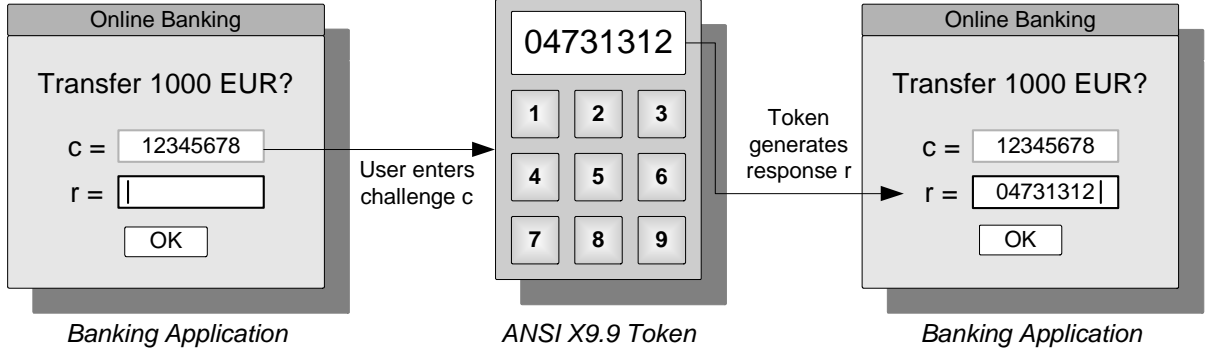 Online Banking
Transfer 1000 EUR?
c = 12345678
r =
OK
Banking Application
User enters
challenge c
04731312
1 2 3
4 5 6
7 8 9
ANSI X9.9 Token
Token
generates
response r
Online Banking
Transfer 1000 EUR?
c = 12345678
r = 04731312
OK
Banking Application